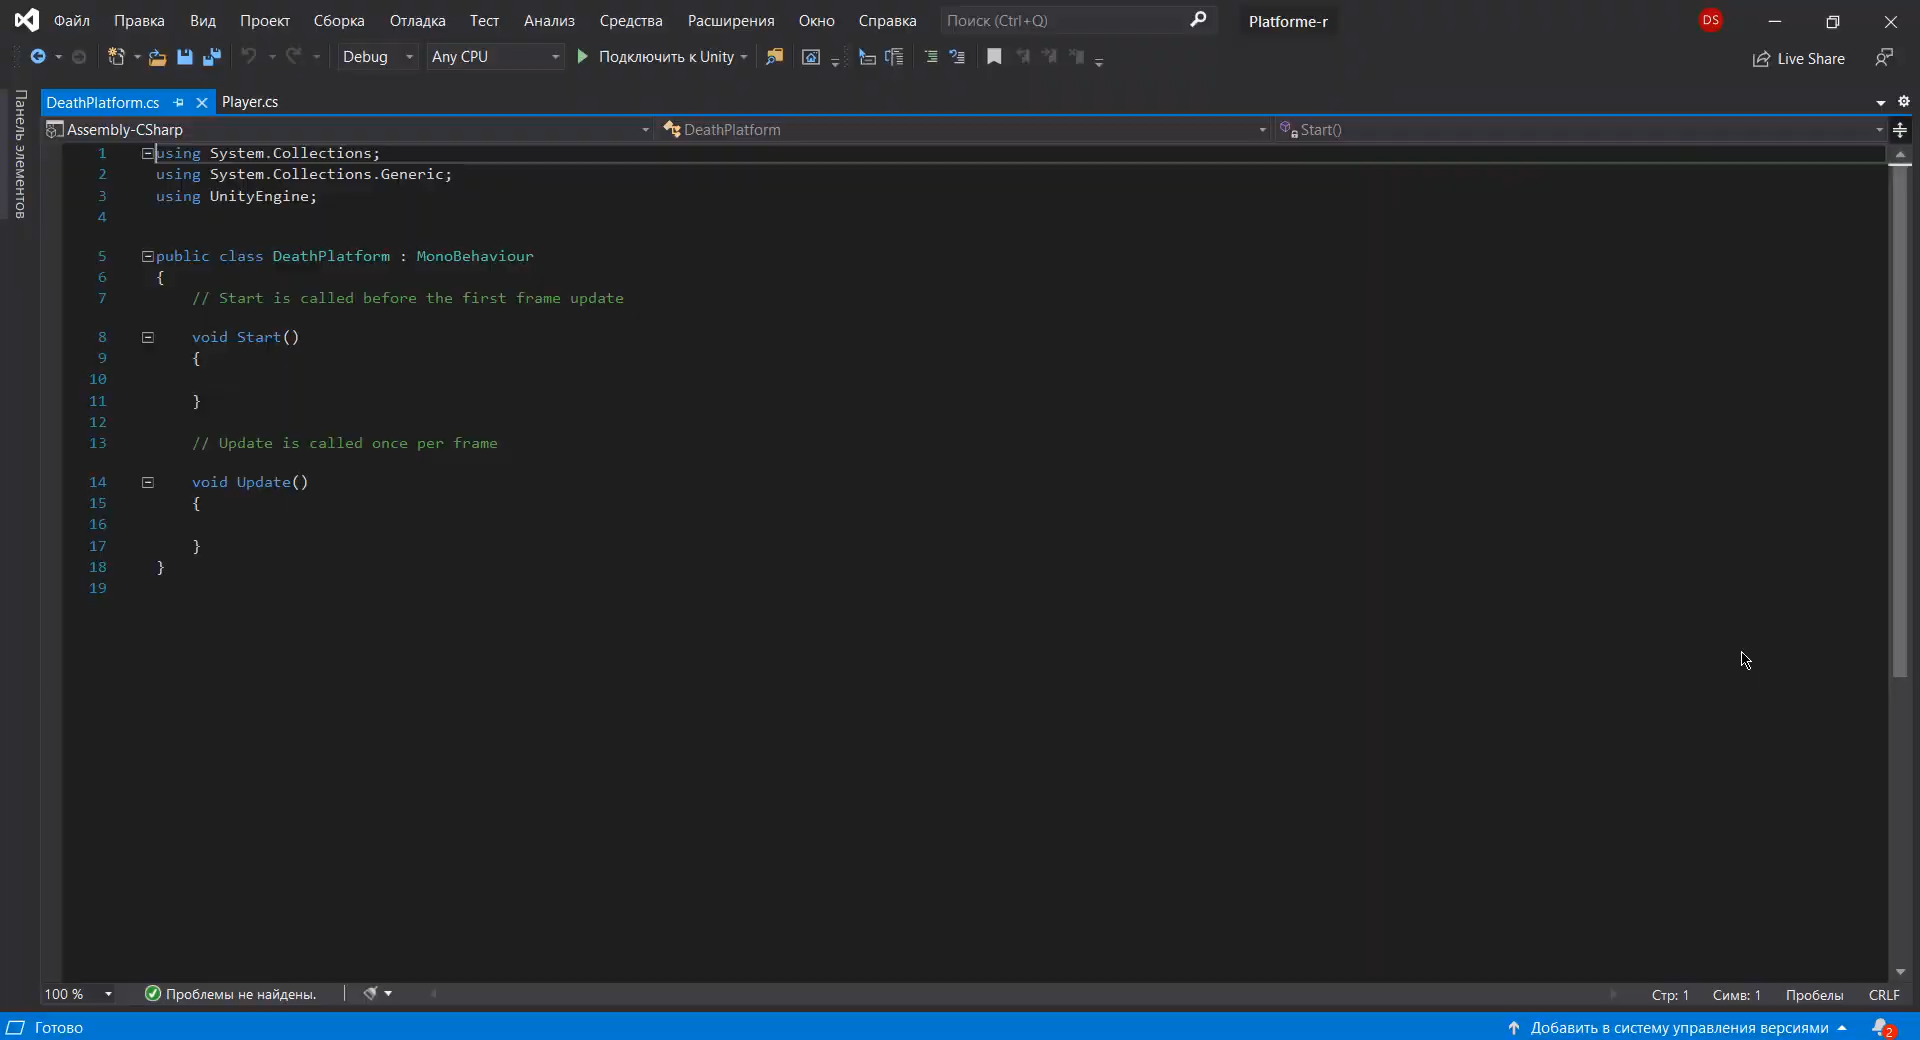 Файл Правка Вид Проект Сборка Отладка Тест Анализ Средства Расширения Окно Справка Поиск (Ctrl+Q) Platforme-r DS
Debug Any CPU Подключить к Unity Live Share
DeathPlatform.cs Player.cs
Панель элементов
Assembly-CSharp DeathPlatform Start()
1 using System.Collections;
2 using System.Collections.Generic;
3 using UnityEngine;
4
5 public class DeathPlatform : MonoBehaviour
6 {
7 // Start is called before the first frame update
8 void Start()
9 {
10
11 }
12
13 // Update is called once per frame
14 void Update()
15 {
16
17 }
18 }
19
100 % Проблемы не найдены. Стр: 1 Симв: 1 Пробелы CRLF
Готово Добавить в систему управления версиями 2